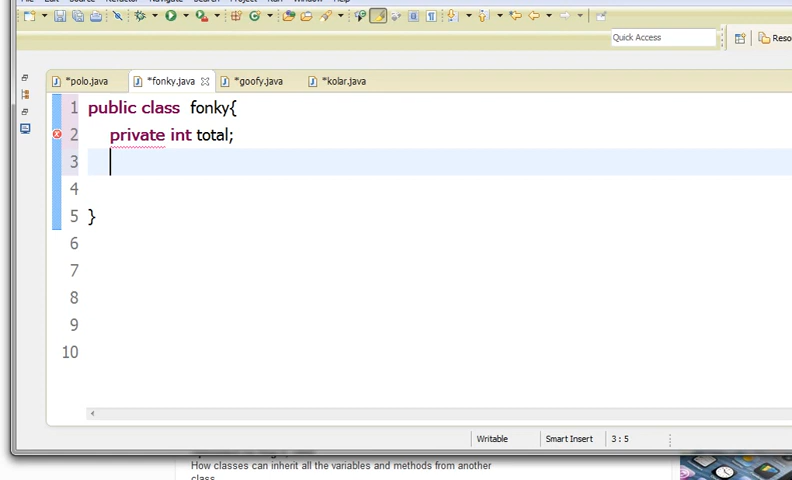 Quick Access
Reso
*polo.java
*fonky.java
*goofy.java
*kolar.java
1 public class fonky{
2 private int total;
3
4
5 }
6
7
8
9
10
Writable
Smart Insert
3 : 5
How classes can inherit all the variables and methods from another
class